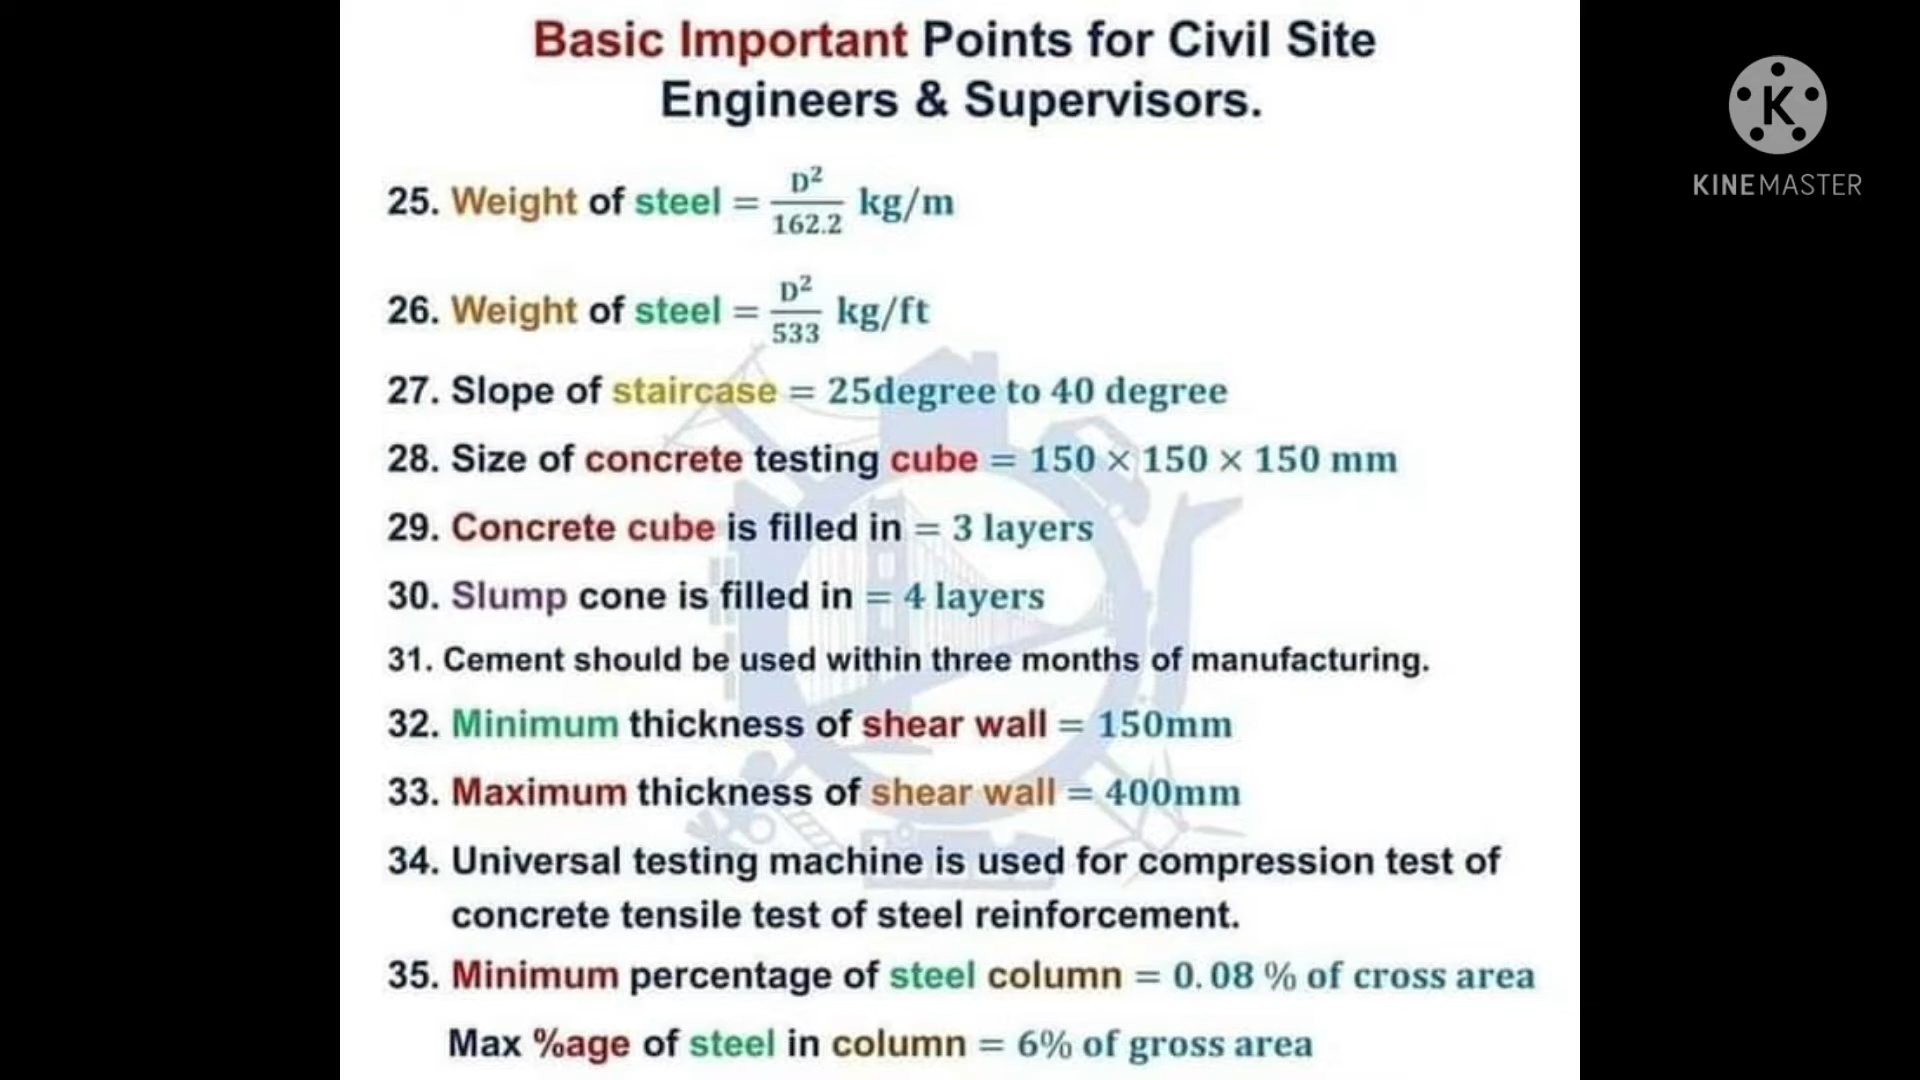 Basic Important Points for Civil Site
Engineers & Supervisors.
KINEMASTER
25. Weight of steel = D²/162.2 kg/m
26. Weight of steel = D²/533 kg/ft
27. Slope of staircase = 25degree to 40 degree
28. Size of concrete testing cube = 150 × 150 × 150 mm
29. Concrete cube is filled in = 3 layers
30. Slump cone is filled in = 4 layers
31. Cement should be used within three months of manufacturing.
32. Minimum thickness of shear wall = 150mm
33. Maximum thickness of shear wall = 400mm
34. Universal testing machine is used for compression test of
concrete tensile test of steel reinforcement.
35. Minimum percentage of steel column = 0.08 % of cross area
Max %age of steel in column = 6% of gross area